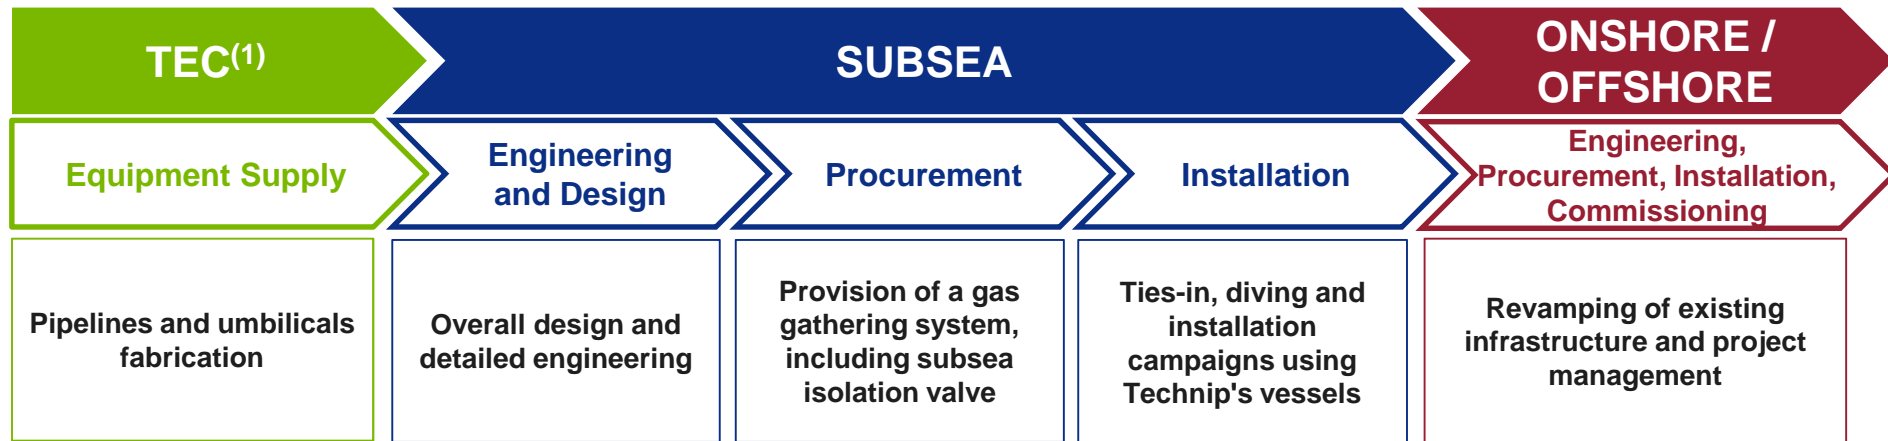 TEC(1)
SUBSEA
ONSHORE /
OFFSHORE
Equipment Supply
Engineering
and Design
Procurement
Installation
Engineering,
Procurement, Installation,
Commissioning
Pipelines and umbilicals
fabrication
Overall design and
detailed engineering
Provision of a gas
gathering system,
including subsea
isolation valve
Ties-in, diving and
installation
campaigns using
Technip's vessels
Revamping of existing
infrastructure and project
management